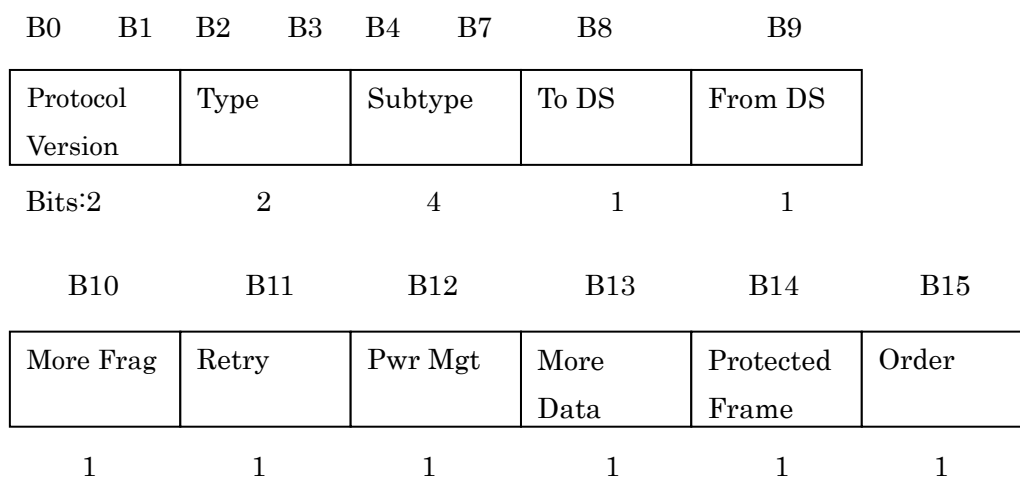 B0 B1 B2 B3 B4 B7 B8 B9
Protocol Type Subtype To DS From DS
Version
Bits:2 2 4 1 1
B10 B11 B12 B13 B14 B15
More Frag Retry Pwr Mgt More Protected Order
Data Frame
1 1 1 1 1 1